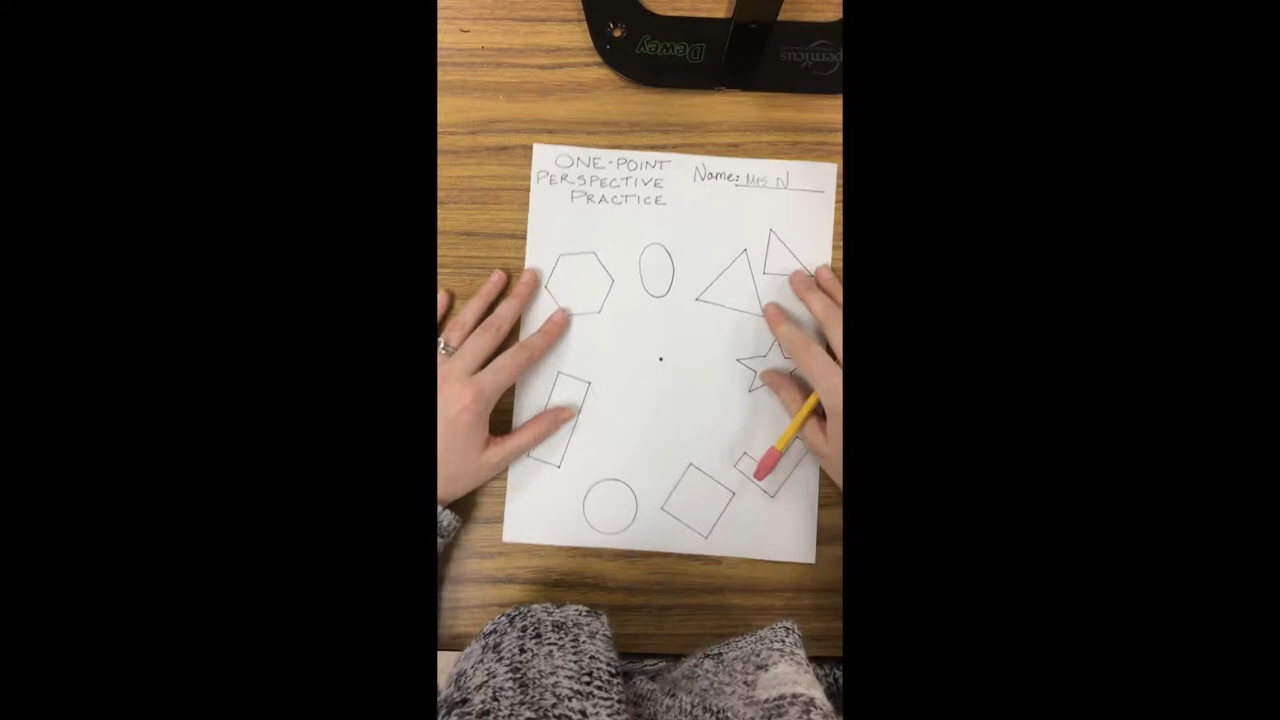 Dewey
ONE-POINT
PERSPECTIVE
PRACTICE
Name: Mrs N